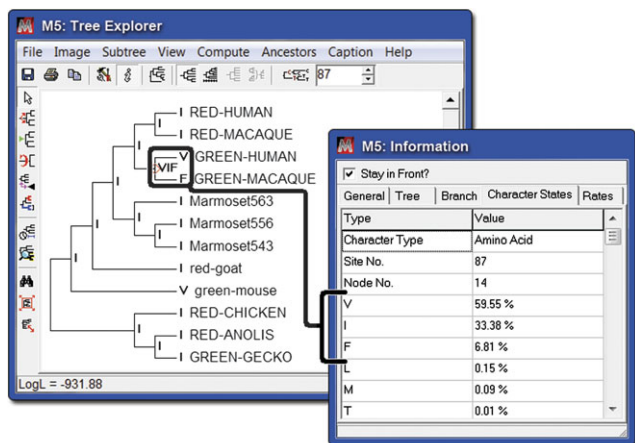 M5: Tree Explorer
File Image Subtree View Compute Ancestors Caption Help
87
I RED-HUMAN
I
I RED-MACAQUE
I
V GREEN-HUMAN
VIF
F GREEN-MACAQUE
I
I Marmoset563
I
I Marmoset556
I
I Marmoset543
I
I red-goat
V green-mouse
I RED-CHICKEN
I
I RED-ANOLIS
I
I GREEN-GECKO
LogL = -931.88
M5: Information
Stay in Front?
General Tree Branch Character States Rates
Type Value
Character Type Amino Acid
Site No. 87
Node No. 14
V 59.55 %
I 33.38 %
F 6.81 %
L 0.15 %
M 0.09 %
T 0.01 %